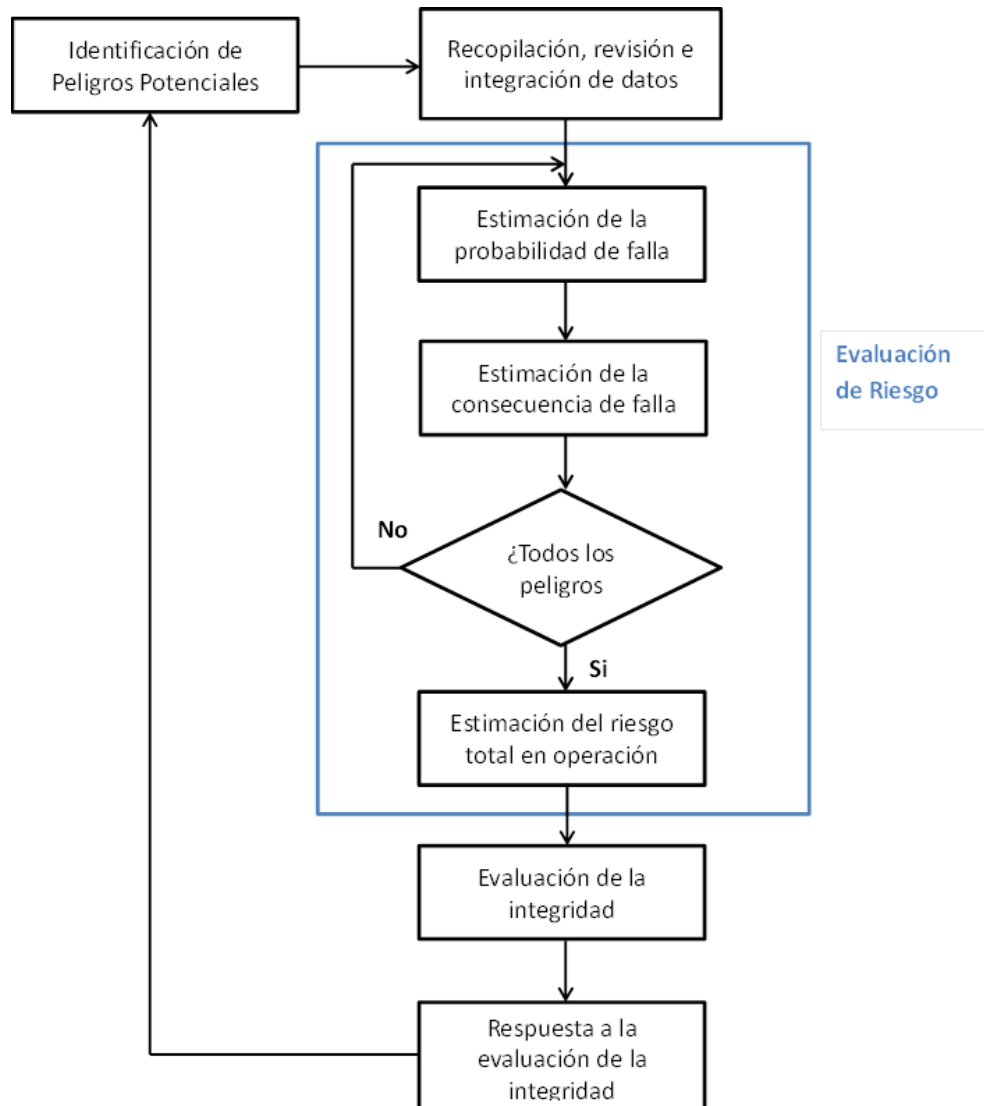 Identificación de
Peligros Potenciales
Recopilación, revisión e
integración de datos
Estimación de la
probabilidad de falla
Estimación de la
consecuencia de falla
Evaluación
de Riesgo
No
¿Todos los
peligros
Si
Estimación del riesgo
total en operación
Evaluación de la
integridad
Respuesta a la
evaluación de la
integridad